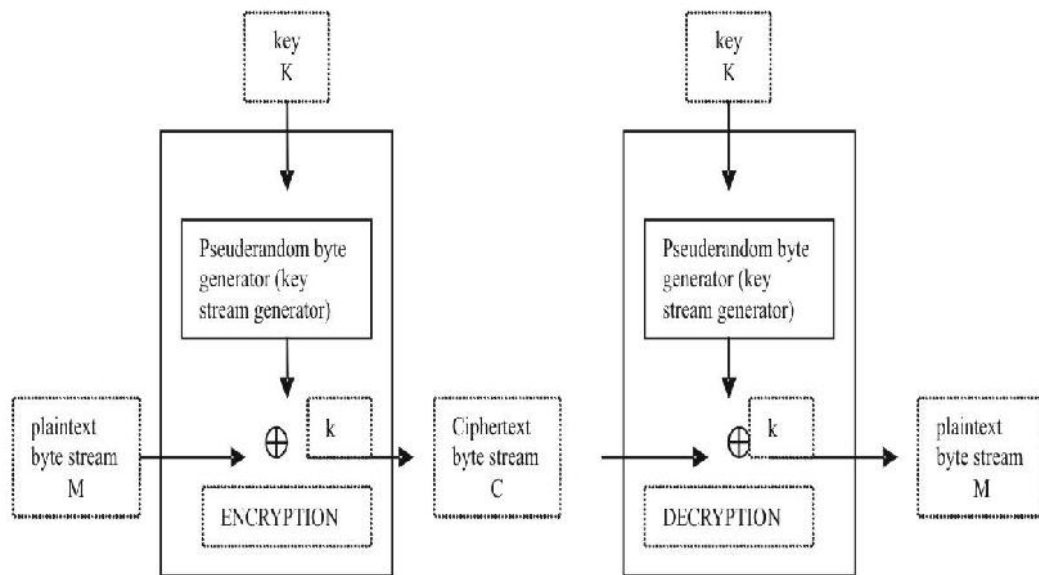 key
K
key
K
Pseuderandom byte
generator (key
stream generator)
Pseuderandom byte
generator (key
stream generator)
plaintext
byte stream
M
k
Ciphertext
byte stream
C
k
plaintext
byte stream
M
ENCRYPTION
DECRYPTION